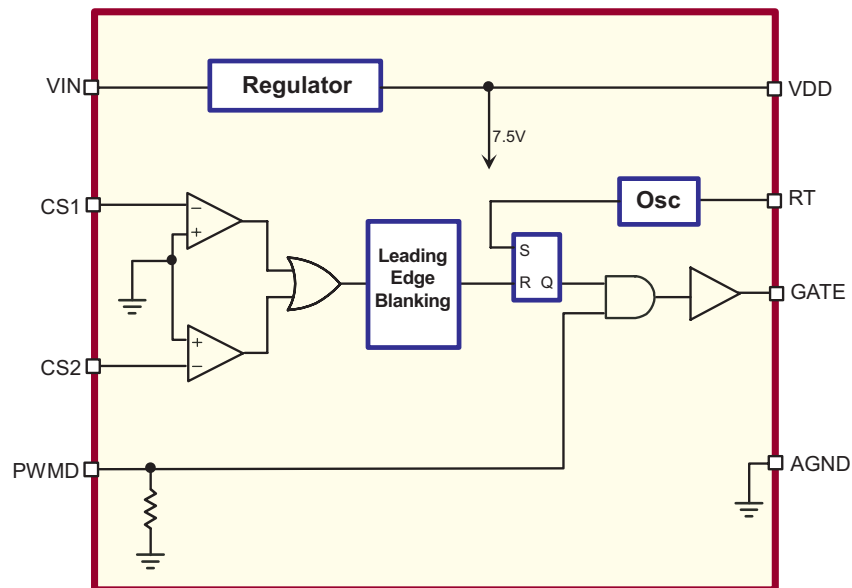 VIN
Regulator
VDD
7.5V
CS1
−
+
Osc
RT
S
R Q
Leading
Edge
Blanking
GATE
+
−
CS2
PWMD
AGND